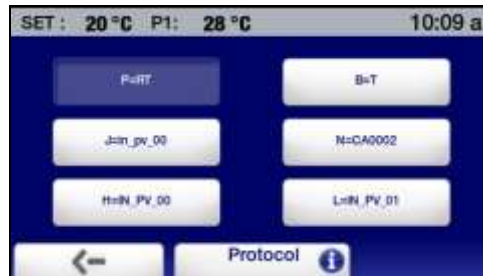 SET : 20 °C P1: 28 °C 10:09 a
P=RT B=T
J=in_pv_00 N=CA0002
H=IN_PV_00 L=IN_PV_01
Protocol i